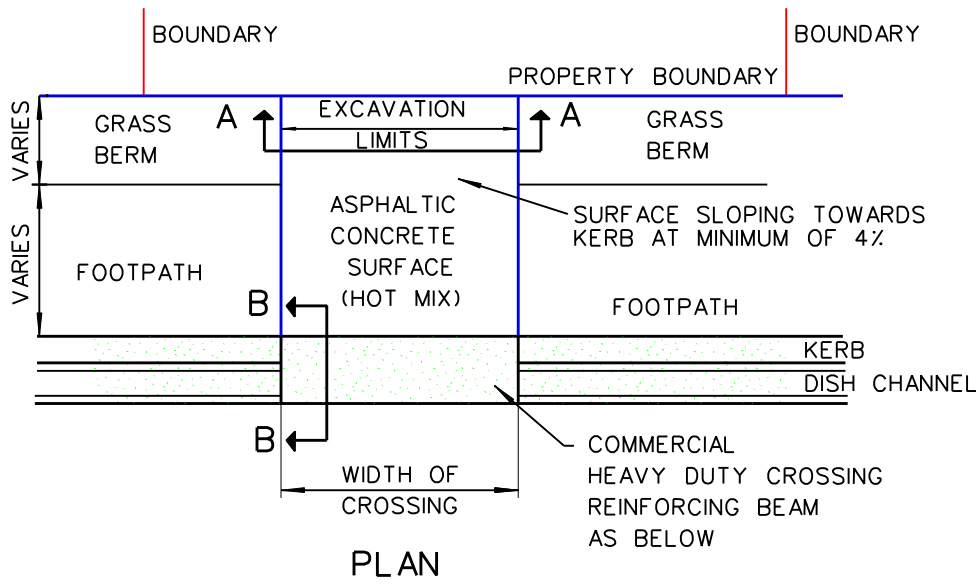 BOUNDARY
BOUNDARY
PROPERTY BOUNDARY
VARIES
GRASS
BERM
A
EXCAVATION
LIMITS
A
GRASS
BERM
VARIES
FOOTPATH
ASPHALTIC
CONCRETE
SURFACE
(HOT MIX)
SURFACE SLOPING TOWARDS
KERB AT MINIMUM OF 4%
B
FOOTPATH
KERB
DISH CHANNEL
B
WIDTH OF
CROSSING
COMMERCIAL
HEAVY DUTY CROSSING
REINFORCING BEAM
AS BELOW
PLAN